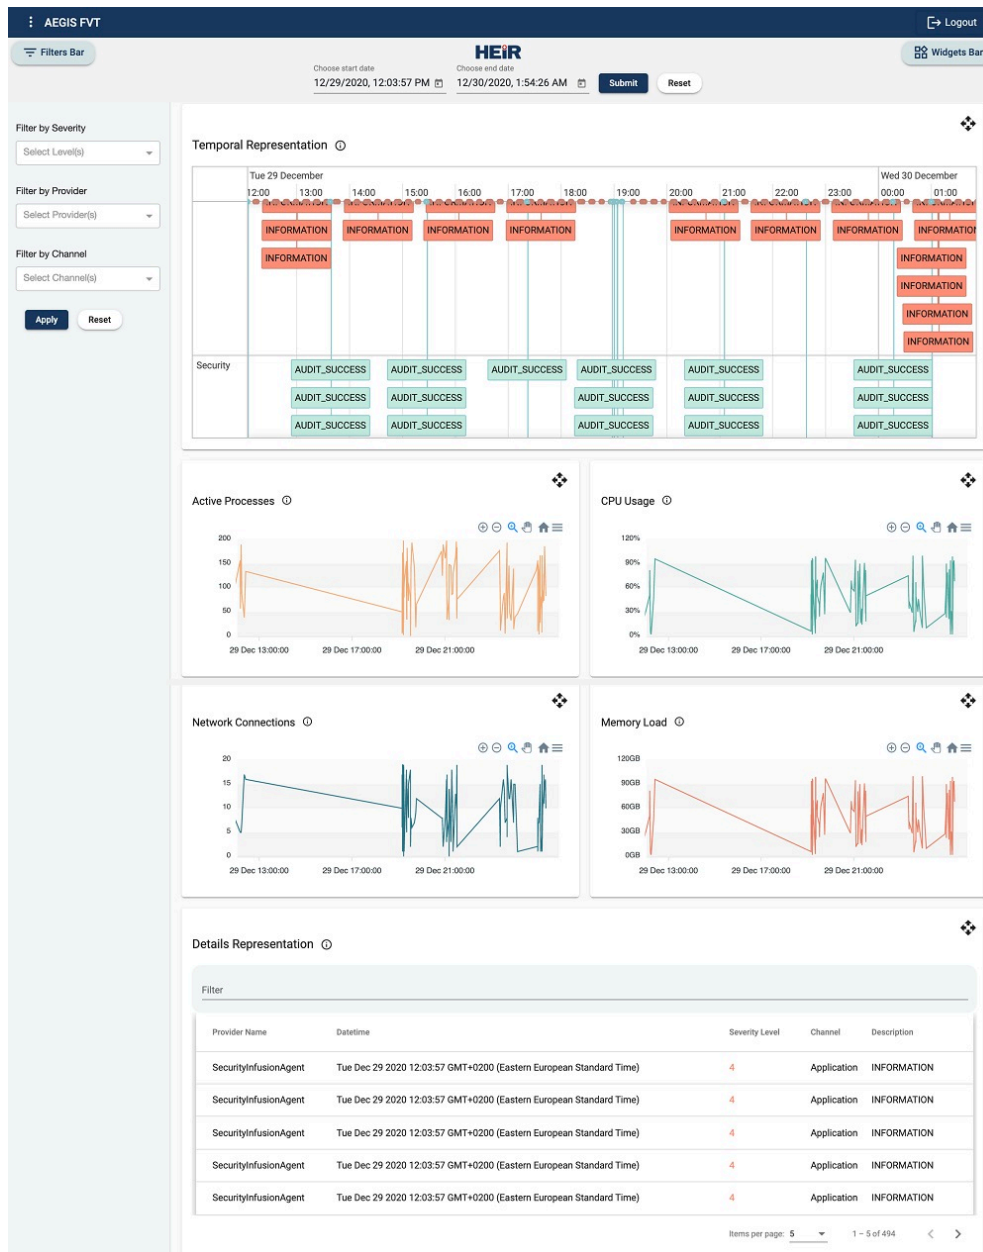 AEGIS FVT
Logout
Filters Bar
HEIR
Widgets Bar
Choose start date
Choose end date
12/29/2020, 12:03:57 PM
12/30/2020, 1:54:26 AM
Submit
Reset
Filter by Severity
Select Level(s)
Filter by Provider
Select Provider(s)
Filter by Channel
Select Channel(s)
Apply
Reset
Temporal Representation
Tue 29 December
Wed 30 December
12:00 13:00 14:00 15:00 16:00 17:00 18:00 19:00 20:00 21:00 22:00 23:00 00:00 01:00
INFORMATION INFORMATION INFORMATION INFORMATION INFORMATION INFORMATION INFORMATION INFORMATION
INFORMATION INFORMATION
INFORMATION
INFORMATION
INFORMATION
Security
AUDIT_SUCCESS AUDIT_SUCCESS AUDIT_SUCCESS AUDIT_SUCCESS AUDIT_SUCCESS AUDIT_SUCCESS
AUDIT_SUCCESS AUDIT_SUCCESS AUDIT_SUCCESS AUDIT_SUCCESS AUDIT_SUCCESS
AUDIT_SUCCESS AUDIT_SUCCESS AUDIT_SUCCESS AUDIT_SUCCESS AUDIT_SUCCESS
Active Processes
200
150
100
50
0
29 Dec 13:00:00 29 Dec 17:00:00 29 Dec 21:00:00
CPU Usage
120%
90%
60%
30%
0%
29 Dec 13:00:00 29 Dec 17:00:00 29 Dec 21:00:00
Network Connections
20
15
10
5
0
29 Dec 13:00:00 29 Dec 17:00:00 29 Dec 21:00:00
Memory Load
120GB
90GB
60GB
30GB
0GB
29 Dec 13:00:00 29 Dec 17:00:00 29 Dec 21:00:00
Details Representation
Filter
Provider Name Datetime Severity Level Channel Description
SecurityInfusionAgent Tue Dec 29 2020 12:03:57 GMT+0200 (Eastern European Standard Time) 4 Application INFORMATION
SecurityInfusionAgent Tue Dec 29 2020 12:03:57 GMT+0200 (Eastern European Standard Time) 4 Application INFORMATION
SecurityInfusionAgent Tue Dec 29 2020 12:03:57 GMT+0200 (Eastern European Standard Time) 4 Application INFORMATION
SecurityInfusionAgent Tue Dec 29 2020 12:03:57 GMT+0200 (Eastern European Standard Time) 4 Application INFORMATION
SecurityInfusionAgent Tue Dec 29 2020 12:03:57 GMT+0200 (Eastern European Standard Time) 4 Application INFORMATION
Items per page: 5 1 – 5 of 494